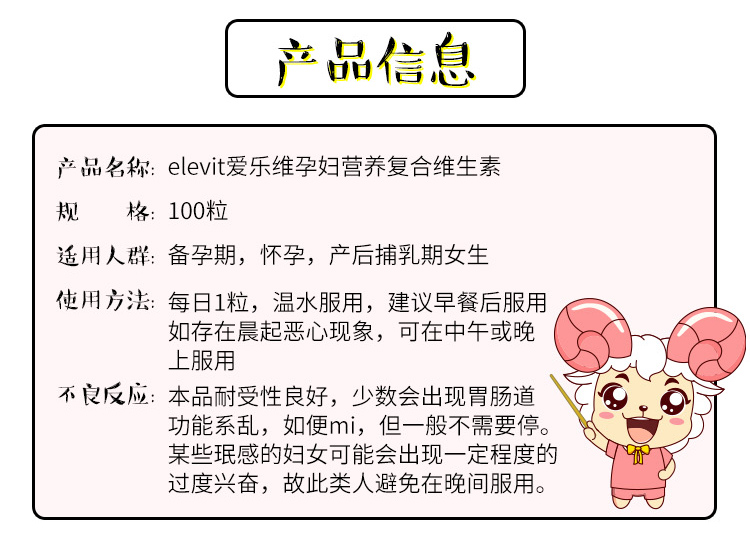 产品信息
产品名称: elevit爱乐维孕妇营养复合维生素
规 格: 100粒
适用人群: 备孕期，怀孕，产后捕乳期女生
使用方法: 每日1粒，温水服用，建议早餐后服用
如存在晨起恶心现象，可在中午或晚
上服用
不良反应: 本品耐受性良好，少数会出现胃肠道
功能系乱，如便mi，但一般不需要停。
某些珉感的妇女可能会出现一定程度的
过度兴奋，故此类人避免在晚间服用。